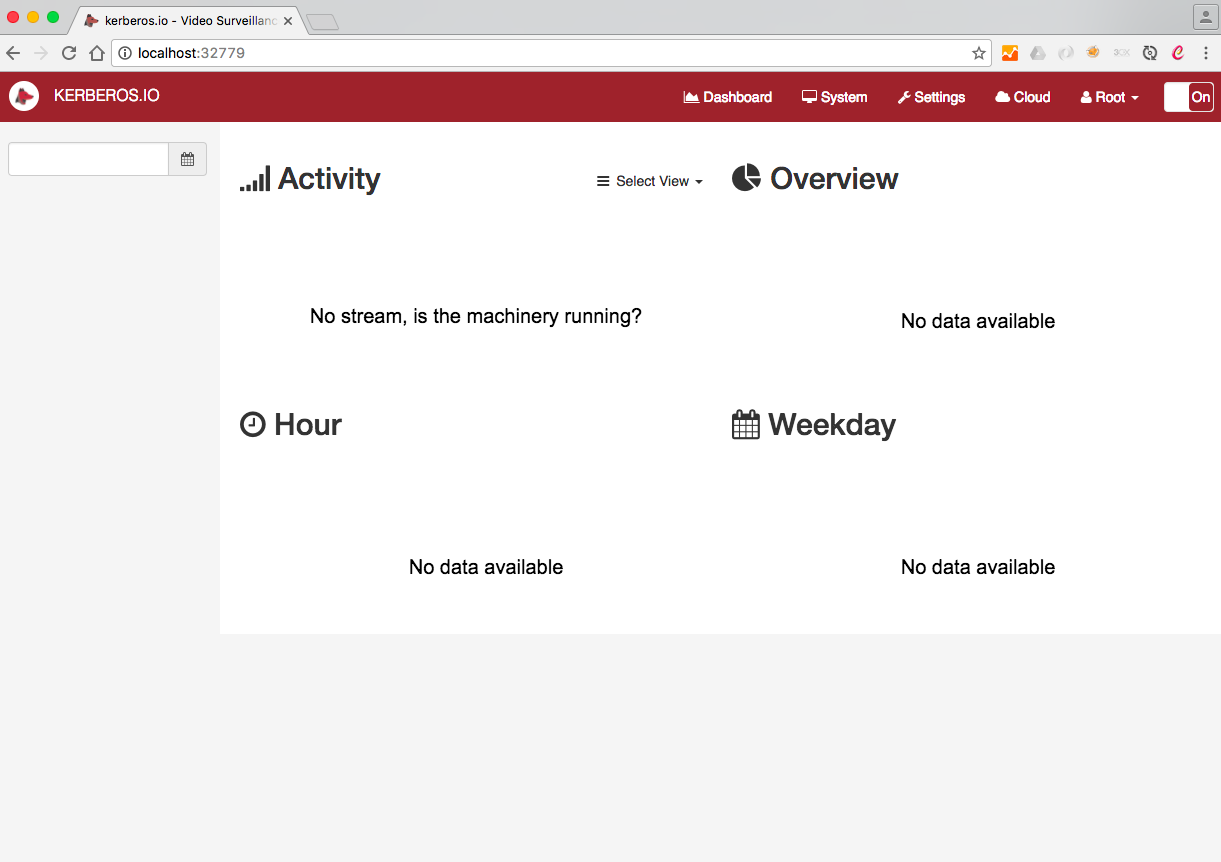 kerberos.io - Video Surveillanc
localhost:32779
KERBEROS.IO
Dashboard
System
Settings
Cloud
Root
On
Activity
Select View
Overview
No stream, is the machinery running?
No data available
Hour
Weekday
No data available
No data available